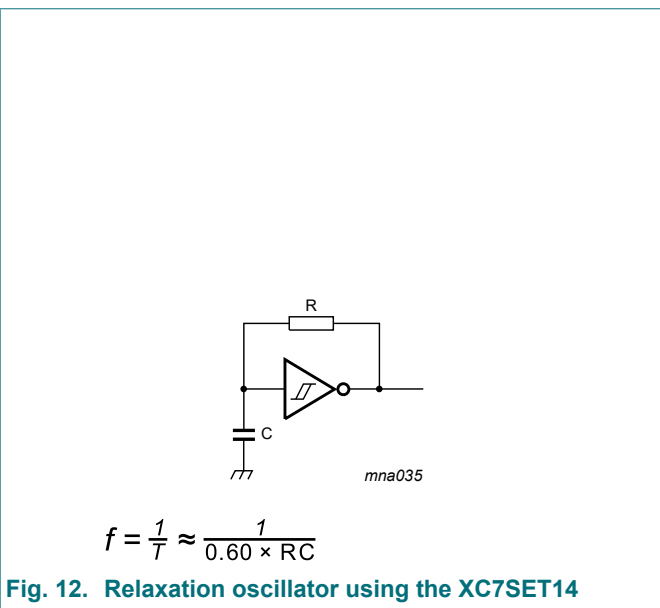 R
C
mna035
f = 1/T ≈ 1/(0.60 × RC)
Fig. 12. Relaxation oscillator using the XC7SET14